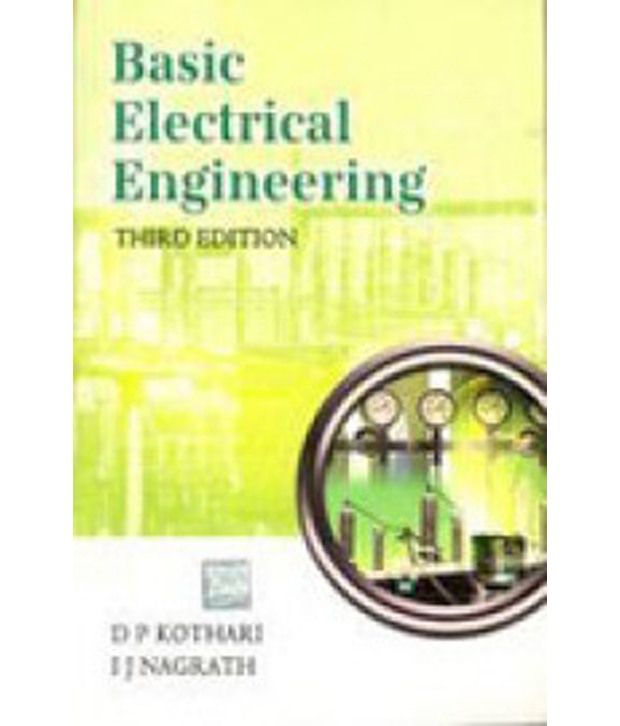 Basic
Electrical
Engineering
THIRD EDITION
D P KOTHARI
I J NAGRATH